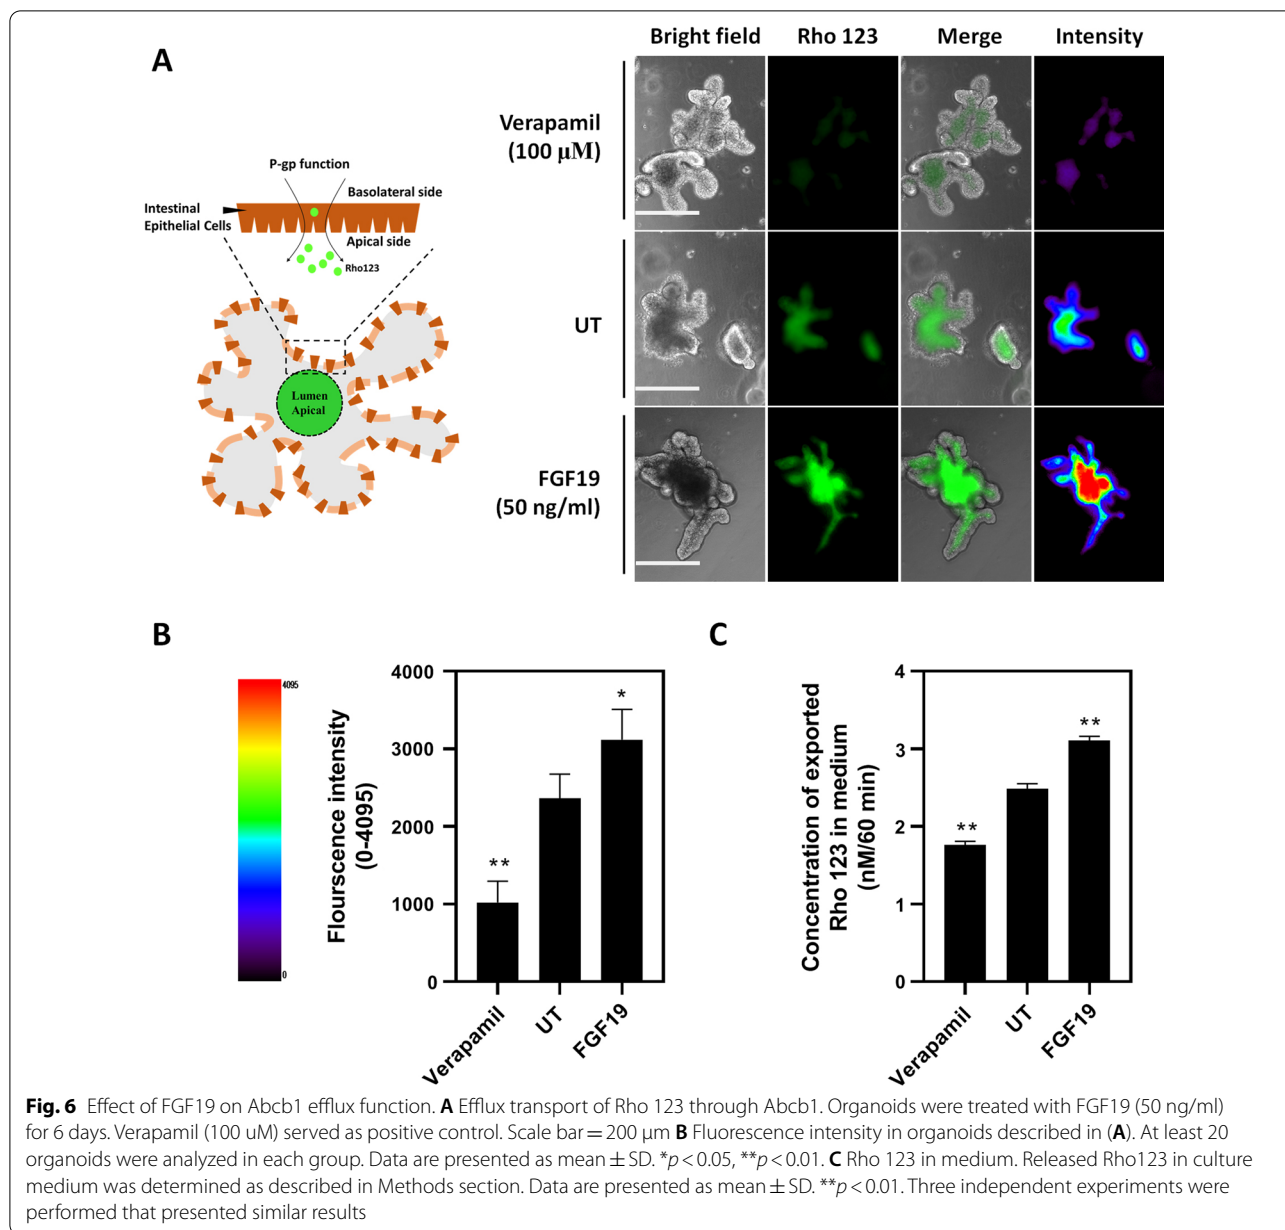 A
Bright field Rho 123 Merge Intensity
Verapamil
(100 μM)
P-gp function
Basolateral side
Intestinal
Epithelial Cells
Apical side
Rho123
Lumen
Apical
UT
FGF19
(50 ng/ml)
B
4095
0
Flourscence intensity
(0-4095)
4000
3000
2000
1000
0
**
*
Verapamil
UT
FGF19
C
Concentration of exported
Rho 123 in medium
(nM/60 min)
4
3
2
1
0
**
**
Verapamil
UT
FGF19
Fig. 6 Effect of FGF19 on Abcb1 efflux function. A Efflux transport of Rho 123 through Abcb1. Organoids were treated with FGF19 (50 ng/ml)
for 6 days. Verapamil (100 uM) served as positive control. Scale bar = 200 μm B Fluorescence intensity in organoids described in (A). At least 20
organoids were analyzed in each group. Data are presented as mean ± SD. *p < 0.05, **p < 0.01. C Rho 123 in medium. Released Rho123 in culture
medium was determined as described in Methods section. Data are presented as mean ± SD. **p < 0.01. Three independent experiments were
performed that presented similar results